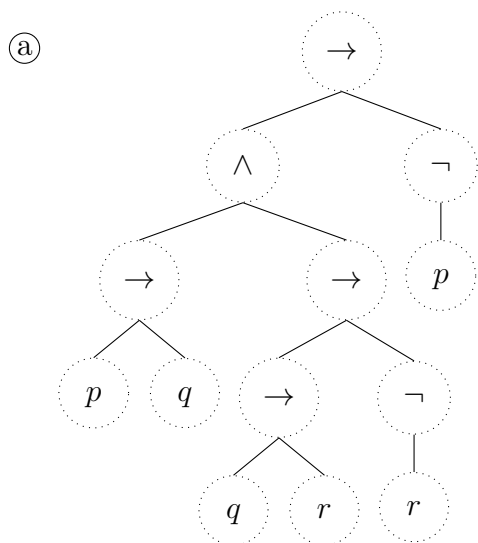 ⓐ
→
∧ ¬
→ → p
p q → ¬
q r r